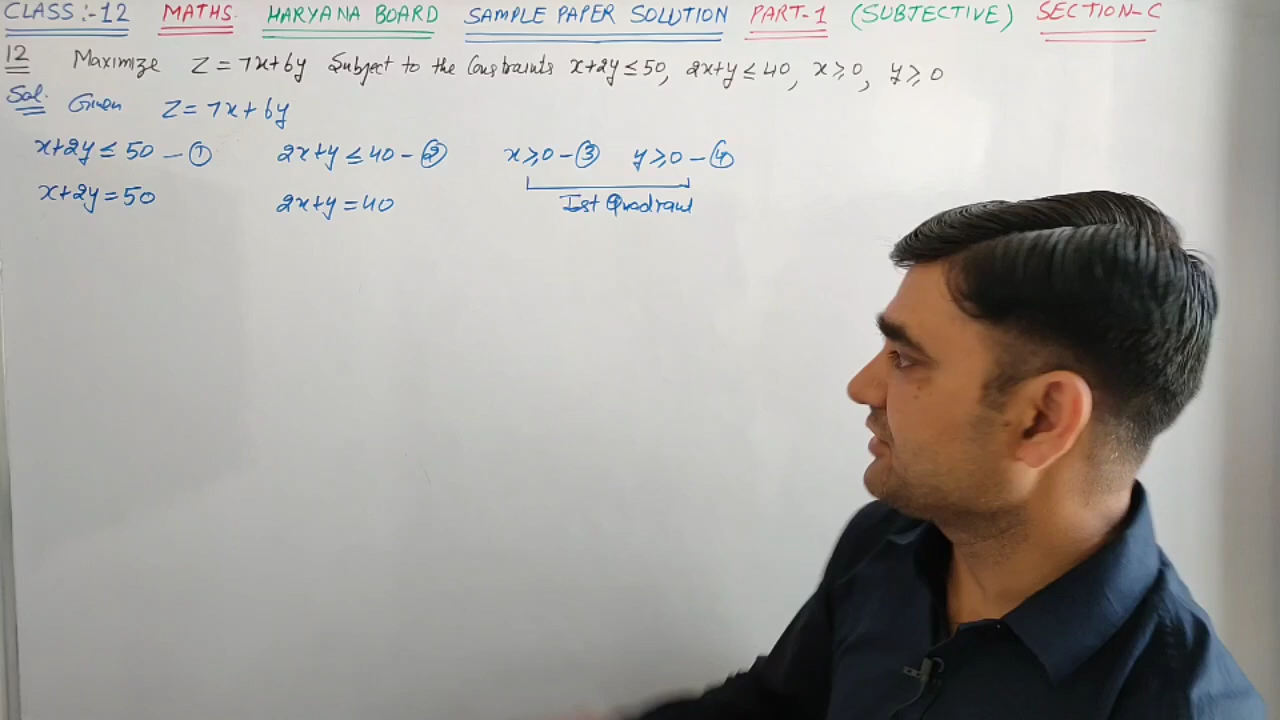 CLASS :- 12 MATHS HARYANA BOARD SAMPLE PAPER SOLUTION PART-1 (SUBJECTIVE) SECTION-C
12 Maximize Z = 7x+6y Subject to the Constraints x+2y ≤ 50, 2x+y ≤ 40, x ≥ 0, y ≥ 0
Sol. Given Z = 7x + 6y
x+2y ≤ 50 - ① 2x+y ≤ 40 - ② x ≥ 0 - ③ y ≥ 0 - ④
x+2y = 50 2x+y = 40 Ist Quadrant